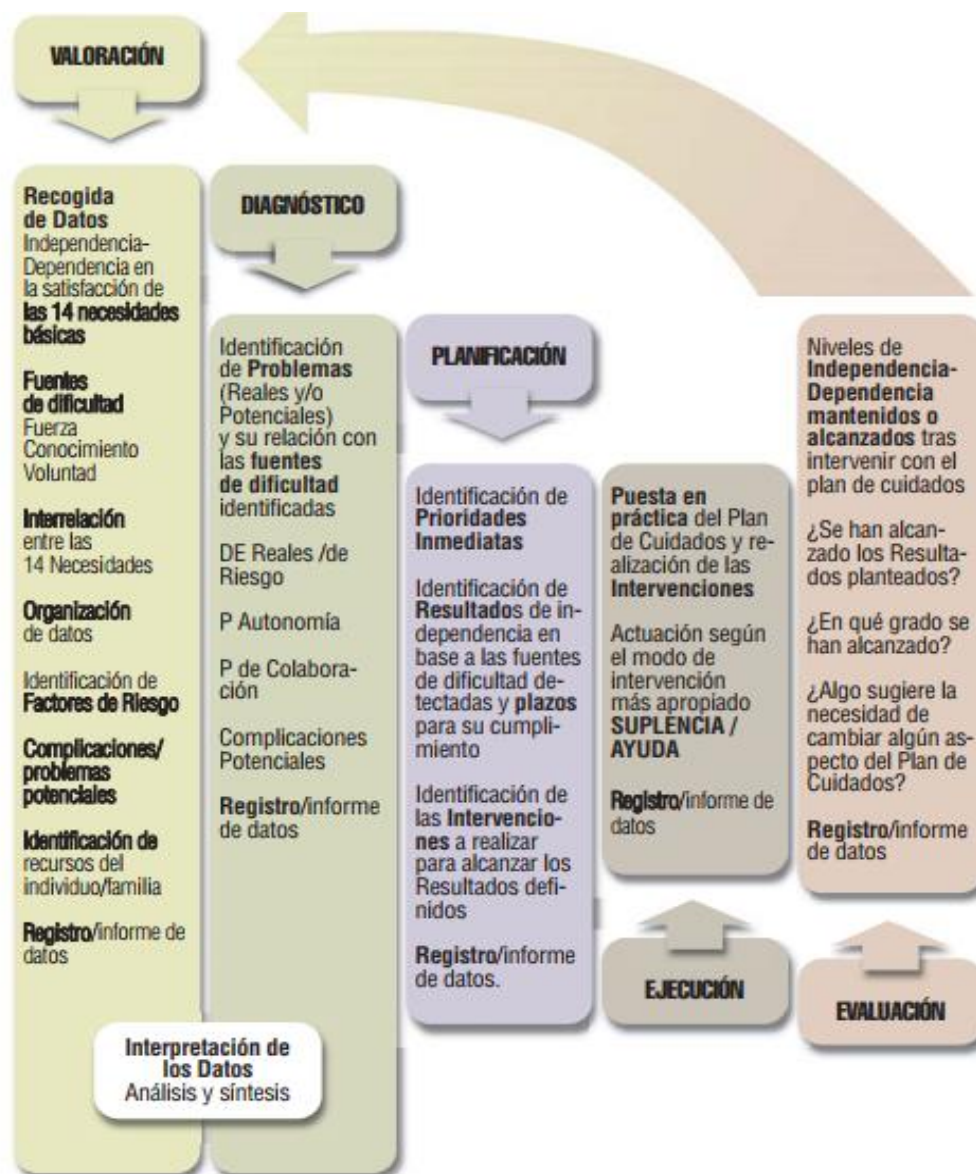 VALORACIÓN
Recogida
de Datos
Independencia-
Dependencia en
la satisfacción de
las 14 necesidades
básicas
Fuentes
de dificultad
Fuerza
Conocimiento
Voluntad
Interrelación
entre las
14 Necesidades
Organización
de datos
Identificación de
Factores de Riesgo
Complicaciones/
problemas
potenciales
Identificación de
recursos del
individuo/familia
Registro/informe de
datos
DIAGNÓSTICO
Identificación
de Problemas
(Reales y/o
Potenciales)
y su relación con
las fuentes
de dificultad
identificadas
DE Reales /de
Riesgo
P Autonomía
P de Colabora-
ción
Complicaciones
Potenciales
Registro/informe
de datos
Interpretación de
los Datos
Análisis y síntesis
PLANIFICACIÓN
Identificación de
Prioridades
Inmediatas
Identificación de
Resultados de in-
dependencia en
base a las fuentes
de dificultad de-
tectadas y plazos
para su cumpli-
miento
Identificación de
las Intervencio-
nes a realizar
para alcanzar los
Resultados defi-
nidos
Registro/informe
de datos.
Puesta en
práctica del Plan
de Cuidados y rea-
lización de las
Intervenciones
Actuación según
el modo de
intervención
más apropiado
SUPLENCIA /
AYUDA
Registro/informe de
datos
EJECUCIÓN
Niveles de
Independencia-
Dependencia
mantenidos o
alcanzados tras
intervenir con el
plan de cuidados
¿Se han alcan-
zado los Resulta-
dos planteados?
¿En qué grado se
han alcanzado?
¿Algo sugiere la
necesidad de
cambiar algún as-
pecto del Plan de
Cuidados?
Registro/informe
de datos
EVALUACIÓN